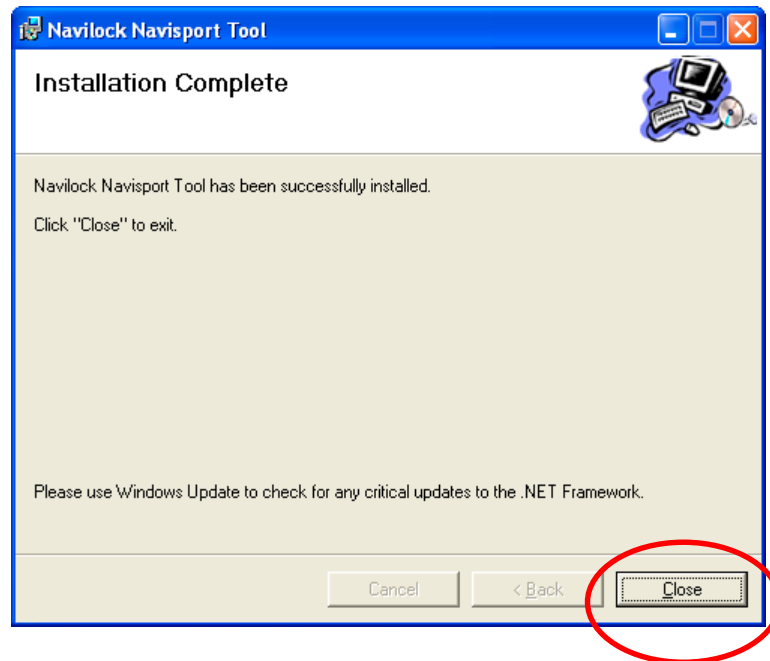 Navilock Navisport Tool
Installation Complete
Navilock Navisport Tool has been successfully installed.
Click "Close" to exit.
Please use Windows Update to check for any critical updates to the .NET Framework.
Cancel
< Back
Close